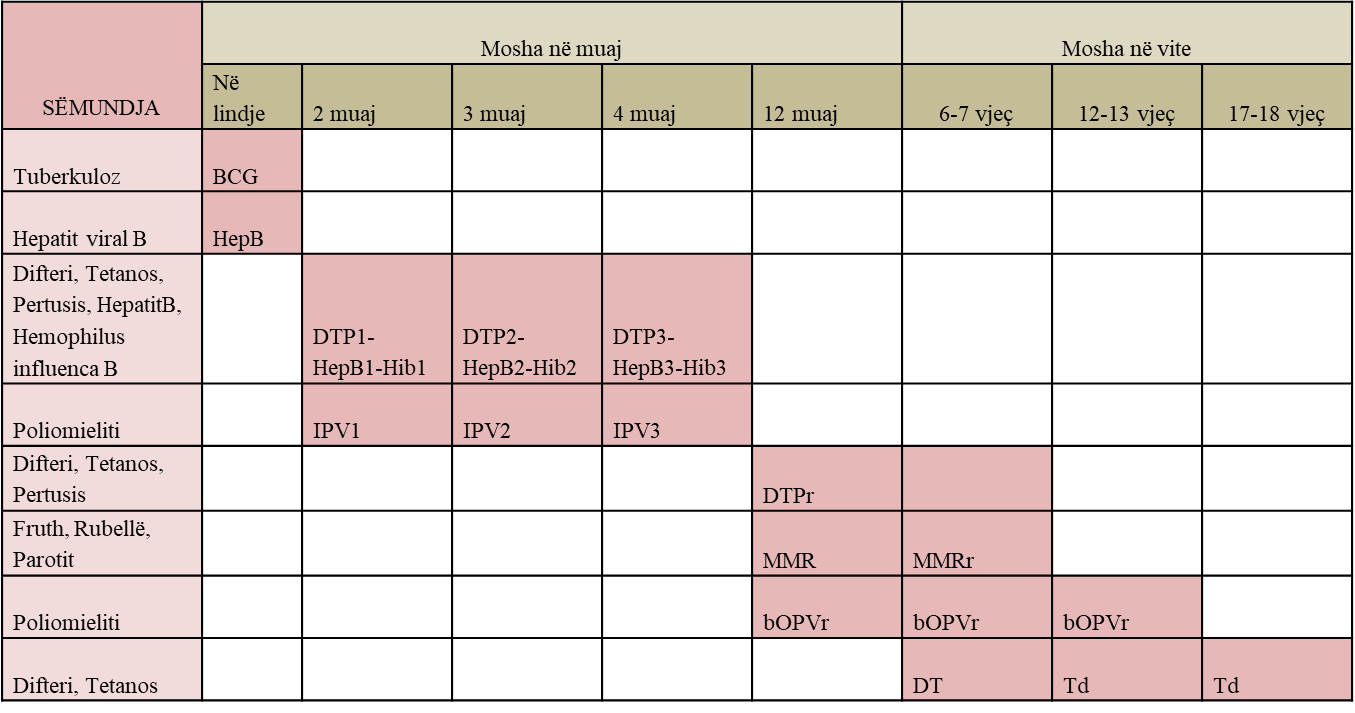 SËMUNDJA
Mosha në muaj
Mosha në vite
Në
lindje
2 muaj
3 muaj
4 muaj
12 muaj
6-7 vjeç
12-13 vjeç
17-18 vjeç
Tuberkuloz
BCG
Hepatit viral B
HepB
Difteri, Tetanos,
Pertusis, HepatitB,
Hemophilus
influenca B
DTP1-
HepB1-Hib1
DTP2-
HepB2-Hib2
DTP3-
HepB3-Hib3
Poliomieliti
IPV1
IPV2
IPV3
Difteri, Tetanos,
Pertusis
DTPr
Fruth, Rubellë,
Parotit
MMR
MMRr
Poliomieliti
bOPVr
bOPVr
bOPVr
Difteri, Tetanos
DT
Td
Td